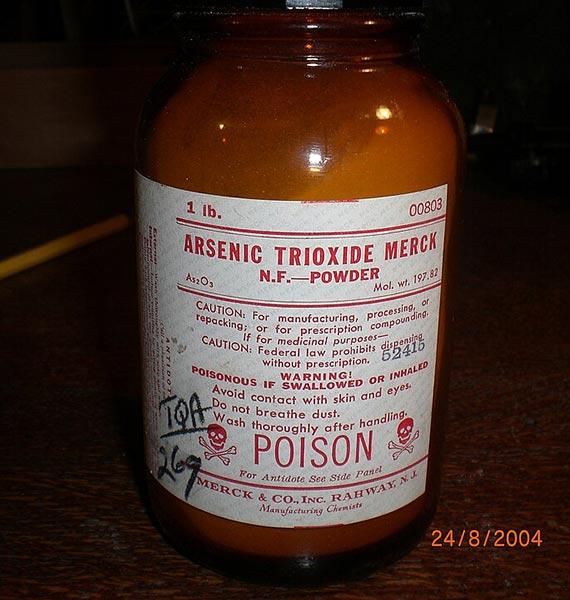 1 lb. 00803
ARSENIC TRIOXIDE MERCK
N.F.—POWDER
As₂O₃ Mol. wt. 197.82
CAUTION: For manufacturing, processing, or
repacking; or for prescription compounding.
If for medicinal purposes—
CAUTION: Federal law prohibits dispensing
without prescription. 52415
WARNING!
POISONOUS IF SWALLOWED OR INHALED
Avoid contact with skin and eyes.
Do not breathe dust.
Wash thoroughly after handling.
POISON
For Antidote See Side Panel
MERCK & CO., INC. RAHWAY, N. J.
Manufacturing Chemists
TQA
269
24/8/2004